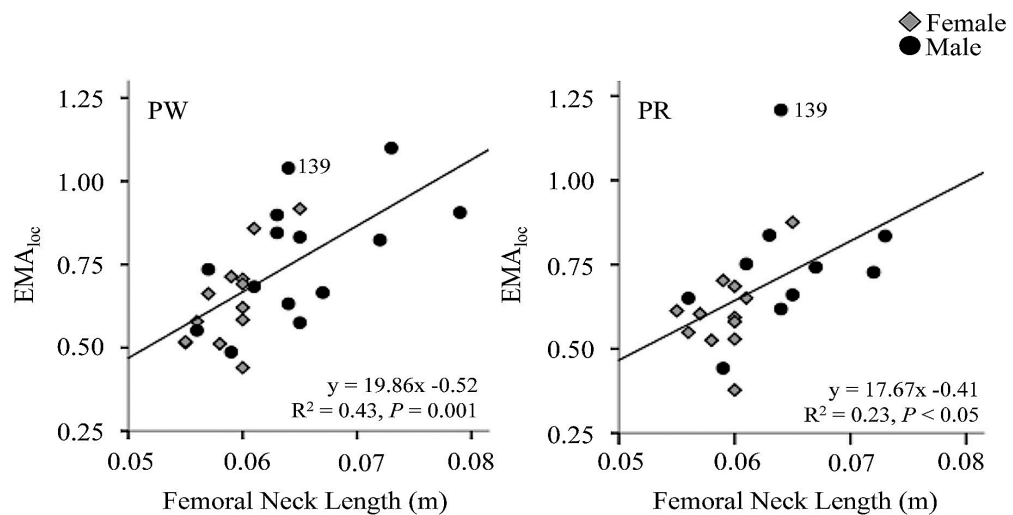 Female
Male
PW
139
1.25
1.00
0.75
0.50
0.25
EMAloc
y = 19.86x -0.52
R² = 0.43, P = 0.001
0.05 0.06 0.07 0.08
Femoral Neck Length (m)
PR
139
1.25
1.00
0.75
0.50
0.25
EMAloc
y = 17.67x -0.41
R² = 0.23, P < 0.05
0.05 0.06 0.07 0.08
Femoral Neck Length (m)